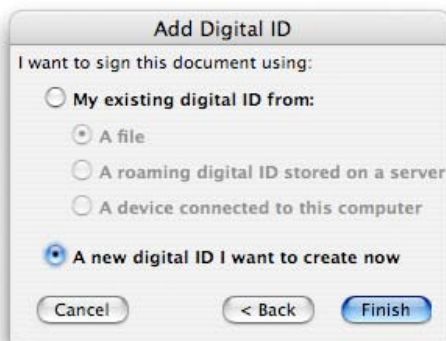 Add Digital ID
I want to sign this document using:
My existing digital ID from:
A file
A roaming digital ID stored on a server
A device connected to this computer
A new digital ID I want to create now
Cancel
< Back
Finish